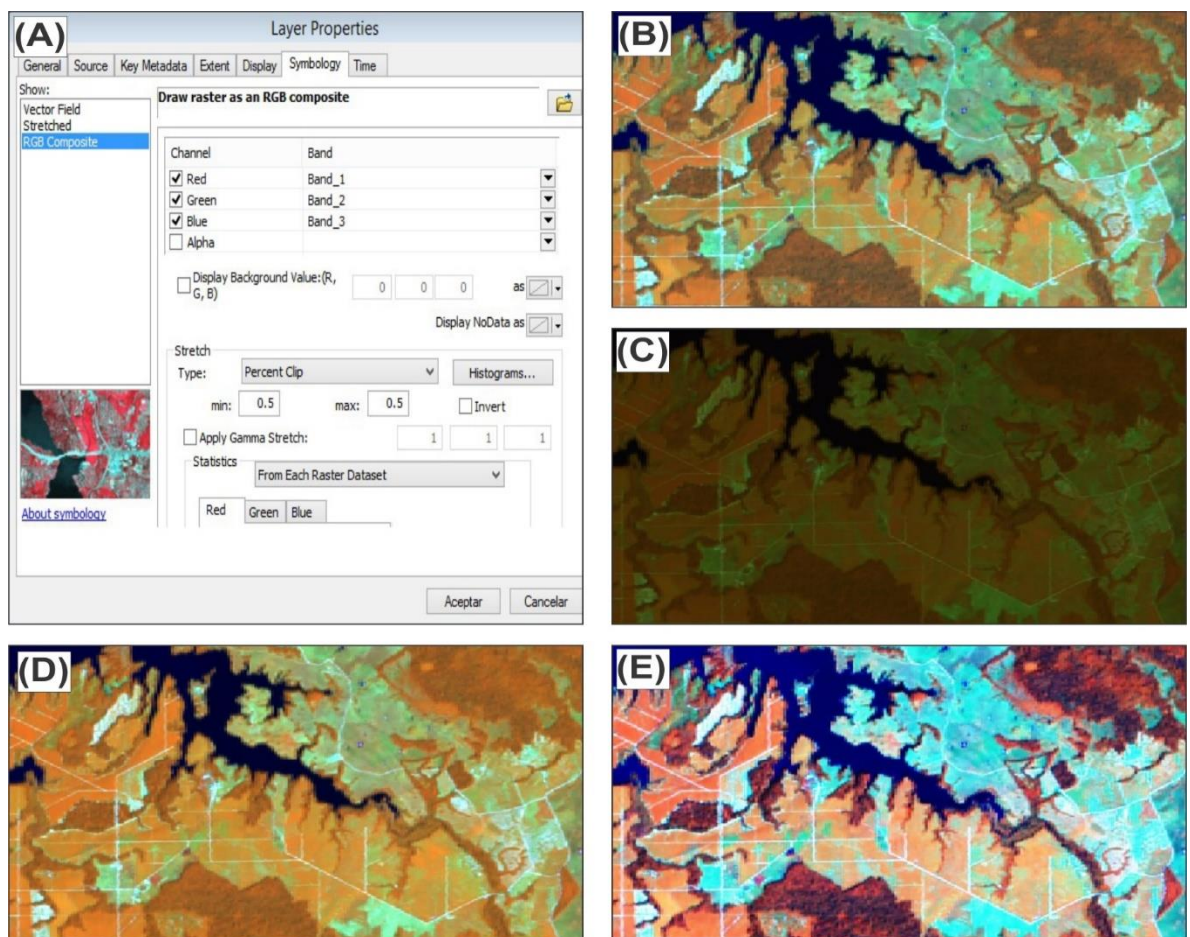 (A)
Layer Properties
General Source Key Metadata Extent Display Symbology Time
Show:
Vector Field
Stretched
RGB Composite
Draw raster as an RGB composite
Channel Band
Red Band_1
Green Band_2
Blue Band_3
Alpha
Display Background Value:(R, G, B) 0 0 0 as
Display NoData as
Stretch
Type: Percent Clip Histograms...
min: 0.5 max: 0.5 Invert
Apply Gamma Stretch: 1 1 1
Statistics
From Each Raster Dataset
Red Green Blue
About symbology
Aceptar Cancelar
(B)
(C)
(D)
(E)